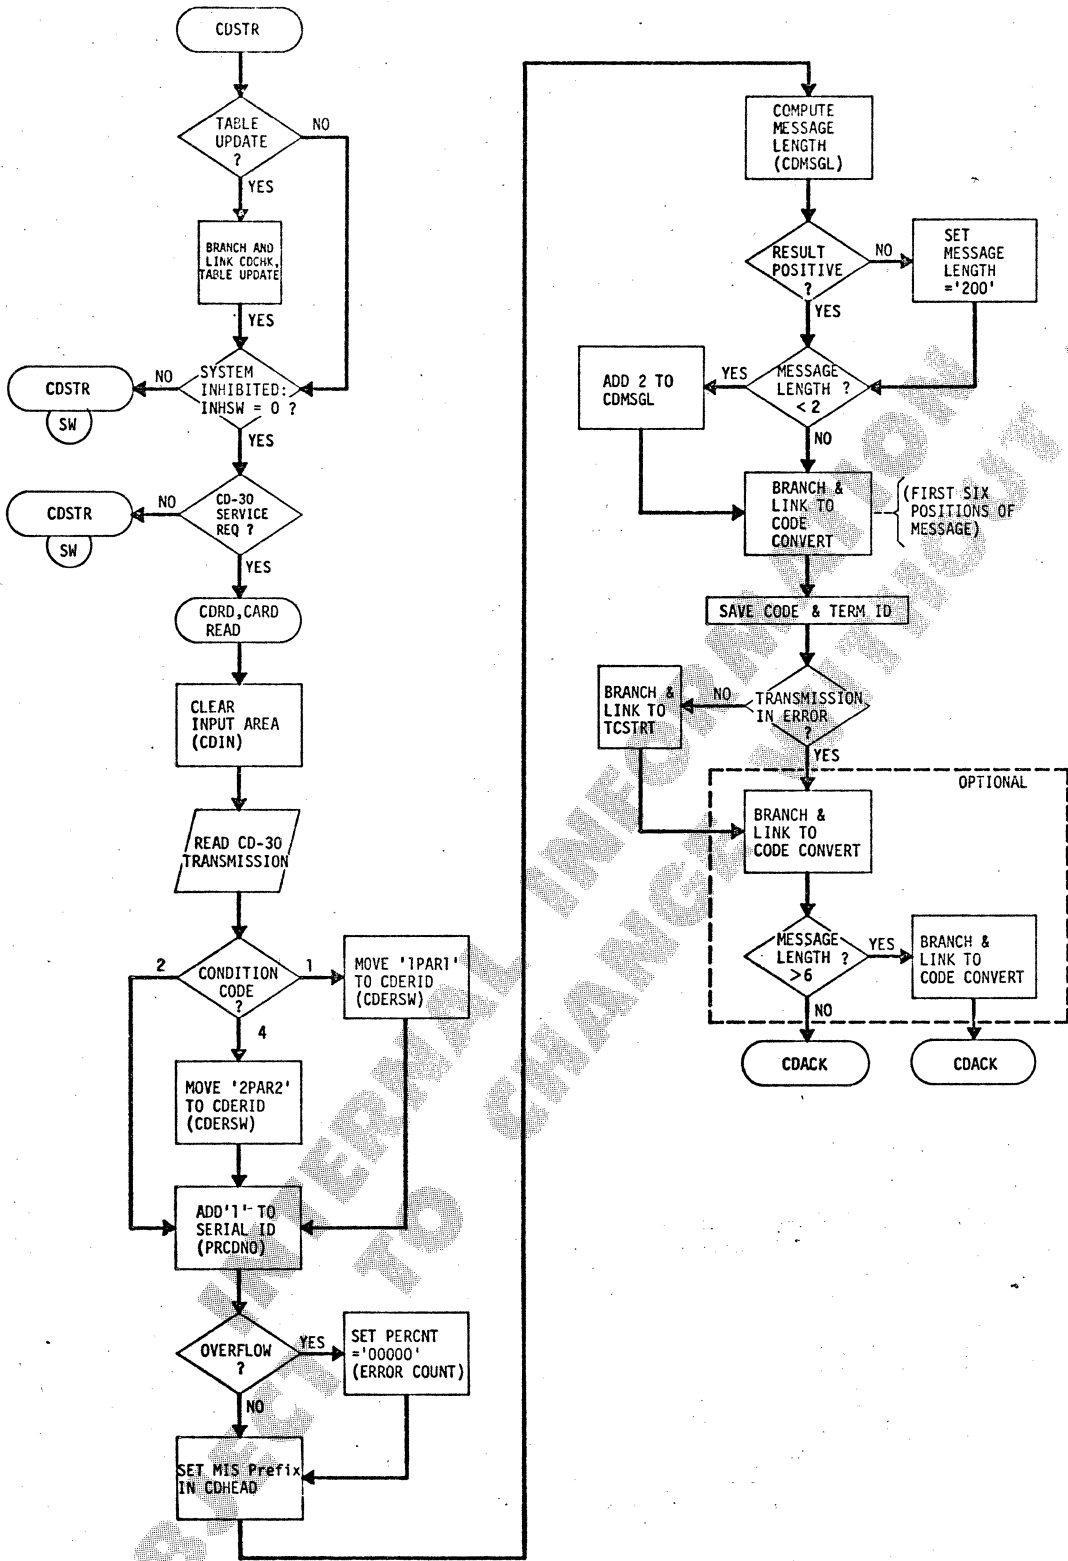 CDSTR
TABLE
UPDATE
?
NO
YES
BRANCH AND
LINK CDCHK,
TABLE UPDATE
YES
SYSTEM
INHIBITED:
INHSW = 0 ?
NO
CDSTR
SW
YES
CD-30
SERVICE
REQ ?
NO
CDSTR
SW
YES
CDRD,CARD
READ
CLEAR
INPUT AREA
(CDIN)
READ CD-30
TRANSMISSION
CONDITION
CODE
?
2
1
4
MOVE '1PAR1'
TO CDERID
(CDERSW)
MOVE '2PAR2'
TO CDERID
(CDERSW)
ADD'1' TO
SERIAL ID
(PRCDNO)
OVERFLOW
?
YES
SET PERCNT
='00000'
(ERROR COUNT)
NO
SET MIS Prefix
IN CDHEAD
COMPUTE
MESSAGE
LENGTH
(CDMSGL)
RESULT
POSITIVE
?
NO
SET
MESSAGE
LENGTH
='200'
YES
MESSAGE
LENGTH ?
<2
YES
ADD 2 TO
CDMSGL
NO
BRANCH &
LINK TO
CODE
CONVERT
(FIRST SIX
POSITIONS OF
MESSAGE)
SAVE CODE & TERM ID
TRANSMISSION
IN ERROR
?
NO
BRANCH &
LINK TO
TCSTRT
YES
OPTIONAL
BRANCH &
LINK TO
CODE CONVERT
MESSAGE
LENGTH ?
>6
YES
BRANCH &
LINK TO
CODE CONVERT
NO
CDACK
CDACK
INTERNAL INFORMATION
SUBJECT TO CHANGE WITHOUT